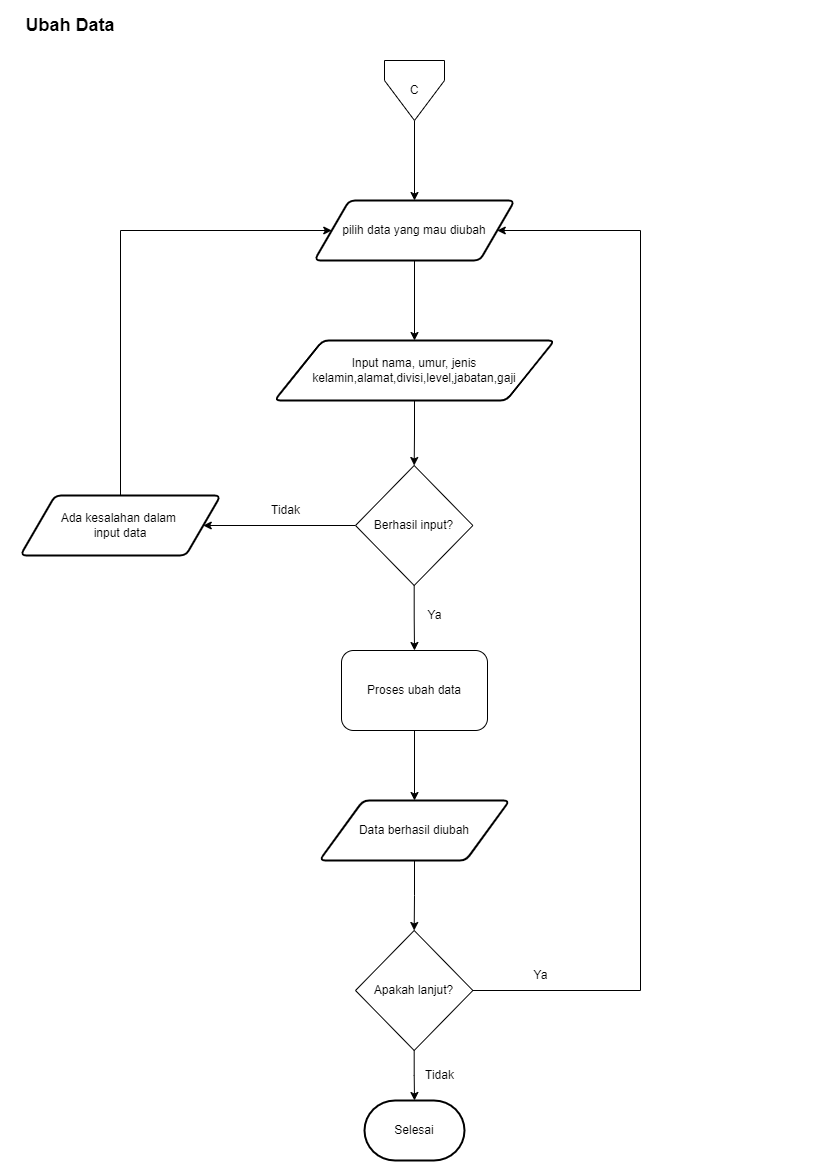 Ubah Data
C
pilih data yang mau diubah
Input nama, umur, jenis
kelamin,alamat,divisi,level,jabatan,gaji
Berhasil input?
Tidak
Ada kesalahan dalam
input data
Ya
Proses ubah data
Data berhasil diubah
Apakah lanjut?
Ya
Tidak
Selesai